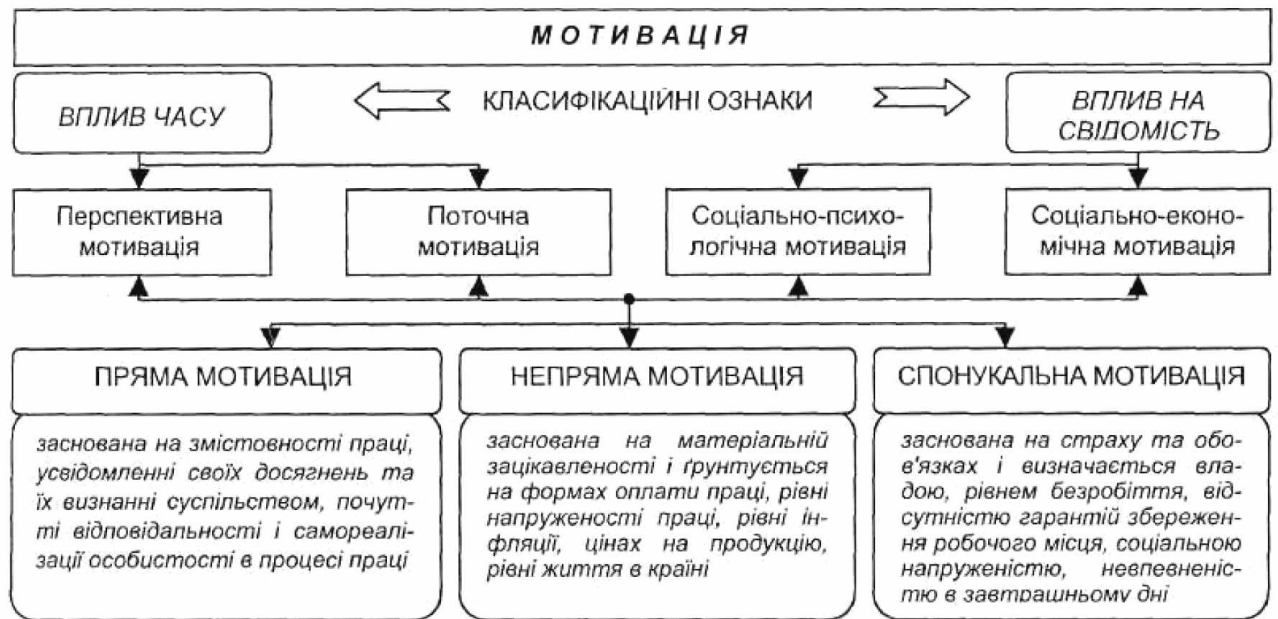 МОТИВАЦІЯ
ВПЛИВ ЧАСУ
КЛАСИФІКАЦІЙНІ ОЗНАКИ
ВПЛИВ НА
СВІДОМІСТЬ
Перспективна
мотивація
Поточна
мотивація
Соціально-психо-
логічна мотивація
Соціально-еконо-
мічна мотивація
ПРЯМА МОТИВАЦІЯ
заснована на змістовності праці,
усвідомленні своїх досягнень та
їх визнанні суспільством, почут-
ті відповідальності і самореалі-
зації особистості в процесі праці
НЕПРЯМА МОТИВАЦІЯ
заснована на матеріальній
зацікавленості і ґрунтується
на формах оплати праці, рівні
напруженості праці, рівні ін-
фляції, цінах на продукцію,
рівні життя в країні
СПОНУКАЛЬНА МОТИВАЦІЯ
заснована на страху та обо-
в'язках і визначається вла-
дою, рівнем безробіття, від-
сутністю гарантій збережен-
ня робочого місця, соціальною
напруженістю, невпевненіс-
тю в завтрашньому дні